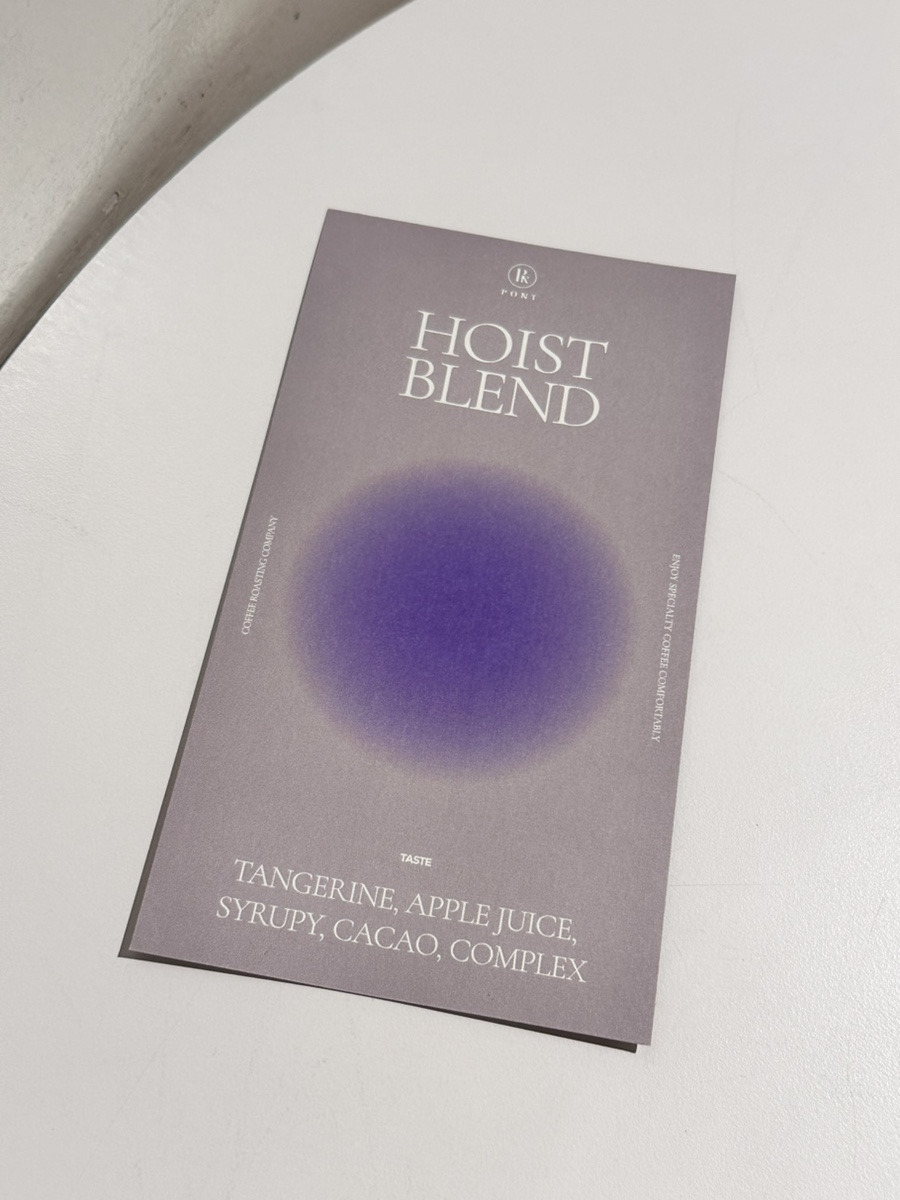 PONT
HOIST
BLEND
COFFEE ROASTING COMPANY
ENJOY SPECIALTY COFFEE COMFORTABLY
TASTE
TANGERINE, APPLE JUICE,
SYRUPY, CACAO, COMPLEX